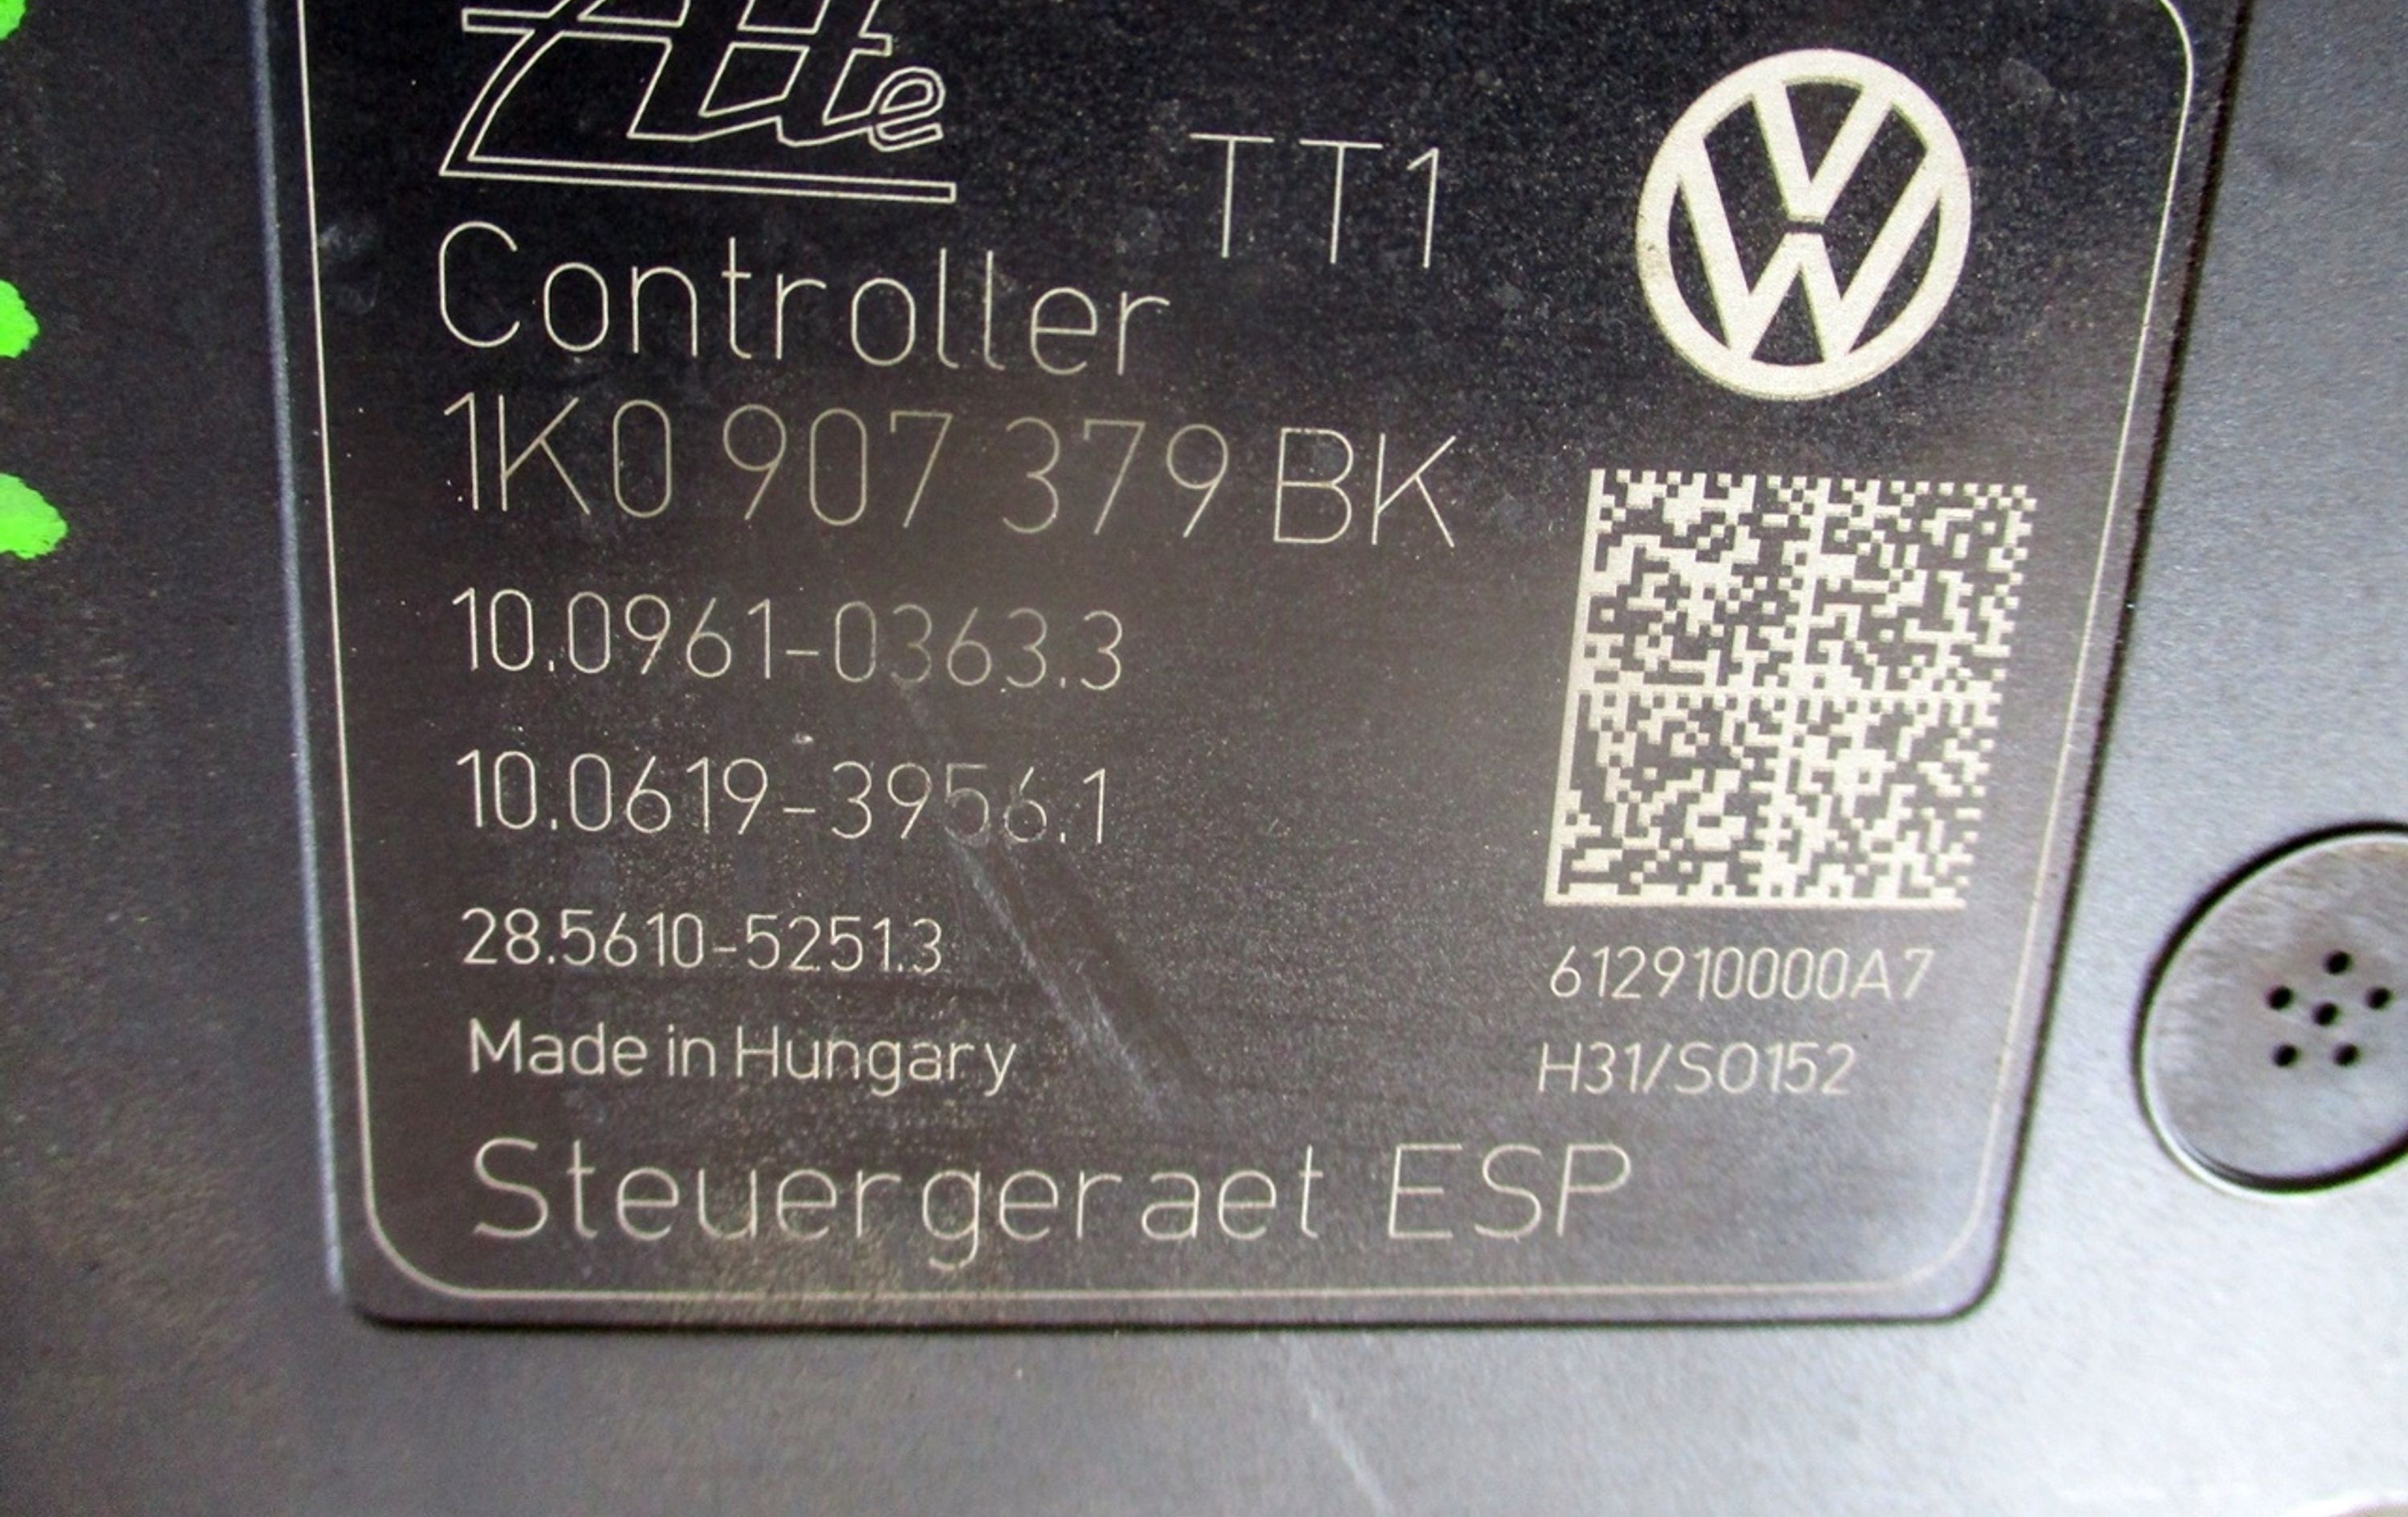 Ate
TT1
Controller
1K0 907 379 BK
10.0961-0363.3
10.0619-3956.1
28.5610-5251.3
Made in Hungary
612910000A7
H31/SO152
Steuergeraet ESP